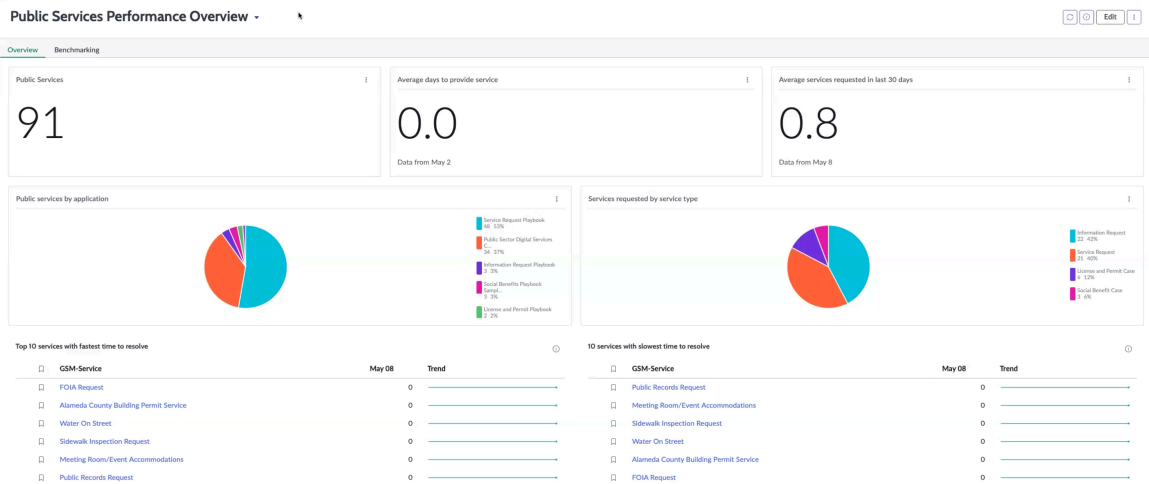 Public Services Performance Overview
Edit
Overview Benchmarking
Public Services
91
Average days to provide service
0.0
Data from May 2
Average services requested in last 30 days
0.8
Data from May 8
Public services by application
Service Request Playbook
48 53%
Public Sector Digital Services
C...
34 37%
Information Request Playbook
3 3%
Social Benefits Playbook
Sampl...
3 3%
License and Permit Playbook
2 2%
Services requested by service type
Information Request
22 42%
Service Request
21 40%
License and Permit Case
6 12%
Social Benefit Case
3 6%
Top 10 services with fastest time to resolve
GSM-Service May 08 Trend
FOIA Request 0
Alameda County Building Permit Service 0
Water On Street 0
Sidewalk Inspection Request 0
Meeting Room/Event Accommodations 0
Public Records Request 0
10 services with slowest time to resolve
GSM-Service May 08 Trend
Public Records Request 0
Meeting Room/Event Accommodations 0
Sidewalk Inspection Request 0
Water On Street 0
Alameda County Building Permit Service 0
FOIA Request 0